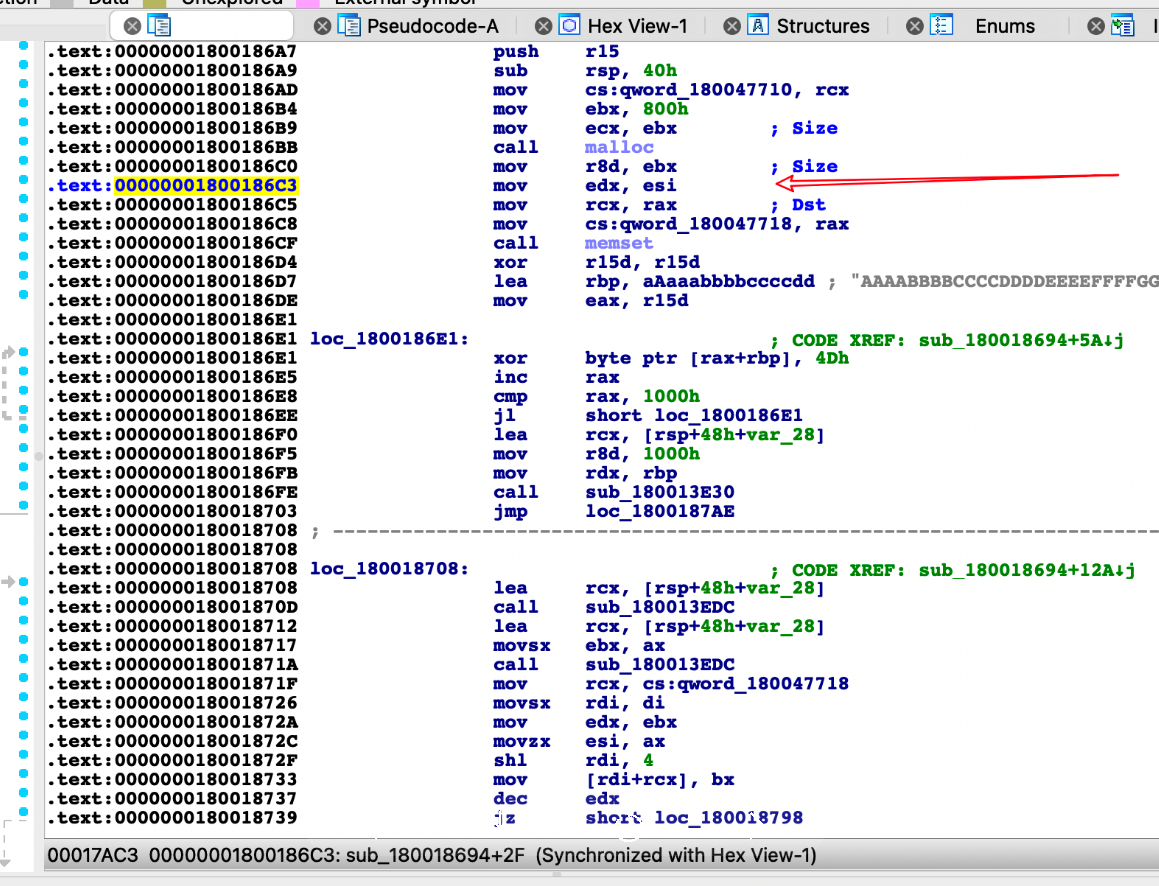 Data Unexplored External symbol
Pseudocode-A Hex View-1 Structures Enums
.text:00000001800186A7 push r15
.text:00000001800186A9 sub rsp, 40h
.text:00000001800186AD mov cs:qword_180047710, rcx
.text:00000001800186B4 mov ebx, 800h
.text:00000001800186B9 mov ecx, ebx ; Size
.text:00000001800186BB call malloc
.text:00000001800186C0 mov r8d, ebx ; Size
.text:00000001800186C3 mov edx, esi
.text:00000001800186C5 mov rcx, rax ; Dst
.text:00000001800186C8 mov cs:qword_180047718, rax
.text:00000001800186CF call memset
.text:00000001800186D4 xor r15d, r15d
.text:00000001800186D7 lea rbp, aAaaabbbbccccdd ; "AAAABBBBCCCCDDDDEEEEFFFFGG
.text:00000001800186DE mov eax, r15d
.text:00000001800186E1
.text:00000001800186E1 loc_1800186E1: ; CODE XREF: sub_180018694+5A↓j
.text:00000001800186E1 xor byte ptr [rax+rbp], 4Dh
.text:00000001800186E5 inc rax
.text:00000001800186E8 cmp rax, 1000h
.text:00000001800186EE jl short loc_1800186E1
.text:00000001800186F0 lea rcx, [rsp+48h+var_28]
.text:00000001800186F5 mov r8d, 1000h
.text:00000001800186FB mov rdx, rbp
.text:00000001800186FE call sub_180013E30
.text:0000000180018703 jmp loc_1800187AE
.text:0000000180018708 ; ---------------------------------------------------------------------------
.text:0000000180018708
.text:0000000180018708 loc_180018708: ; CODE XREF: sub_180018694+12A↓j
.text:0000000180018708 lea rcx, [rsp+48h+var_28]
.text:000000018001870D call sub_180013EDC
.text:0000000180018712 lea rcx, [rsp+48h+var_28]
.text:0000000180018717 movsx ebx, ax
.text:000000018001871A call sub_180013EDC
.text:000000018001871F mov rcx, cs:qword_180047718
.text:0000000180018726 movsx rdi, di
.text:000000018001872A mov edx, ebx
.text:000000018001872C movzx esi, ax
.text:000000018001872F shl rdi, 4
.text:0000000180018733 mov [rdi+rcx], bx
.text:0000000180018737 dec edx
.text:0000000180018739 jz short loc_180018798
00017AC3 00000001800186C3: sub_180018694+2F (Synchronized with Hex View-1)